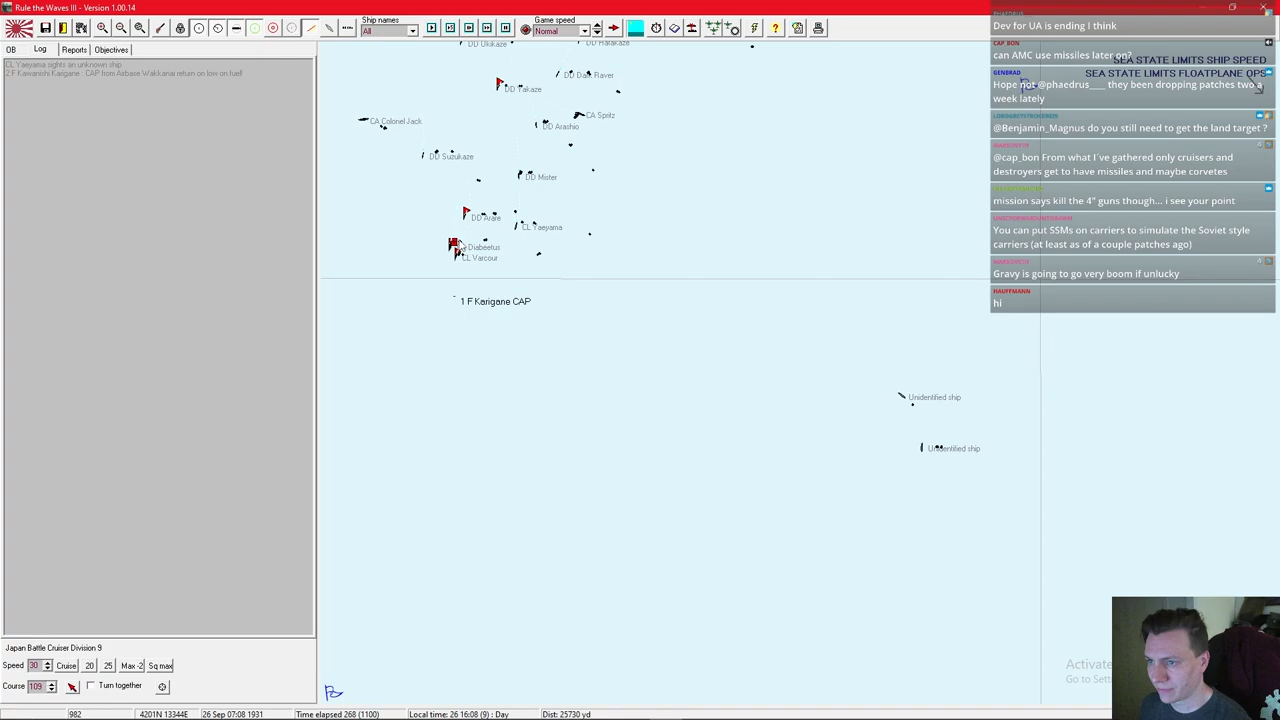 Rule the Waves III - Version 1.00.14
Ship names
All
Game speed
Normal
OB
Log
Reports
Objectives
CL Yaeyama sights an unknown ship
2 F Kawanishi Karigane : CAP from Airbase Wakkanai return on low on fuel!
DD Ukikaze
DD Hatakaze
DD Dark Raver
DD Takaze
CA Spritz
CA Colonel Jack
DD Arashio
DD Suzukaze
DD Mister
DD Arare
CL Yaeyama
Diabeetus
CL Varcour
1 F Karigane CAP
Unidentified ship
Unidentified ship
SEA STATE LIMITS SHIP SPEED
SEA STATE LIMITS FLOATPLANE OPS
Dev for UA is ending I think
CAP_BON
can AMC use missiles later on?
GENBRAD
Hope not @phaedrus____ they been dropping patches two a
week lately
@Benjamin_Magnus do you still need to get the land target ?
@cap_bon From what I´ve gathered only cruisers and
destroyers get to have missiles and maybe corvetes
mission says kill the 4" guns though... i see your point
You can put SSMs on carriers to simulate the Soviet style
carriers (at least as of a couple patches ago)
Gravy is going to go very boom if unlucky
HAUFFMANN
hi
Japan Battle Cruiser Division 9
Speed
30
Cruise
20
25
Max -2
Sq max
Course
109
Turn together
Activate
Go to Sett
982
4201N 13344E
26 Sep 07:08 1931
Time elapsed 268 (1100)
Local time: 26 16:08 (9) : Day
Dist: 25730 yd